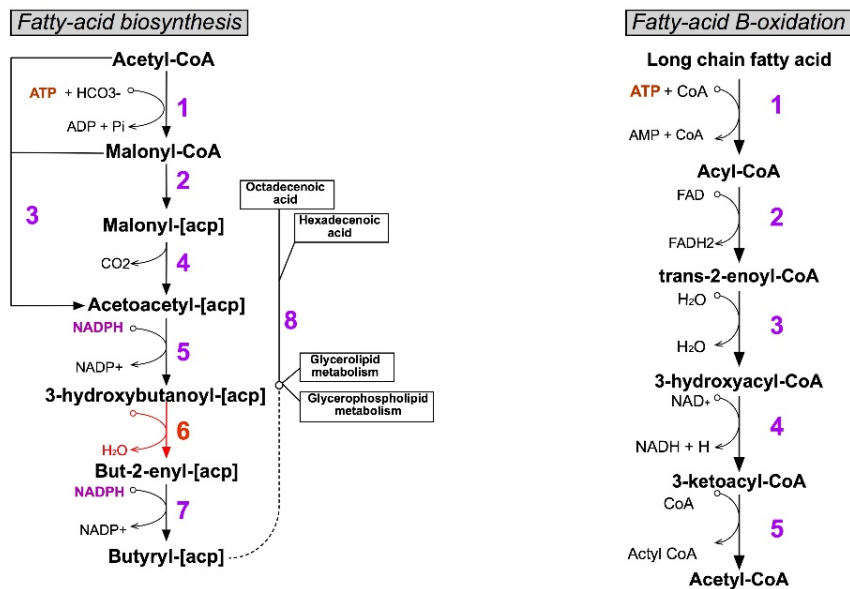 Fatty-acid biosynthesis
Acetyl-CoA
ATP + HCO3-
1
ADP + Pi
Malonyl-CoA
2
3
Malonyl-[acp]
CO2
4
Acetoacetyl-[acp]
NADPH
5
NADP+
3-hydroxybutanoyl-[acp]
6
H2O
But-2-enyl-[acp]
NADPH
7
NADP+
Butyryl-[acp]
Octadecenoic
acid
Hexadecenoic
acid
8
Glycerolipid
metabolism
Glycerophospholipid
metabolism
Fatty-acid B-oxidation
Long chain fatty acid
ATP + CoA
1
AMP + CoA
Acyl-CoA
FAD
2
FADH2
trans-2-enoyl-CoA
H2O
3
H2O
3-hydroxyacyl-CoA
NAD+
4
NADH + H
3-ketoacyl-CoA
CoA
5
Actyl CoA
Acetyl-CoA